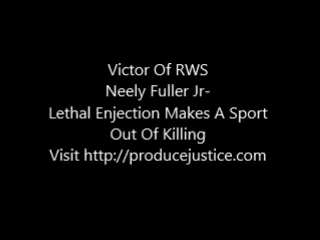 Victor Of RWS
Neely Fuller Jr-
Lethal Enjection Makes A Sport
Out Of Killing
Visit http://producejustice.com